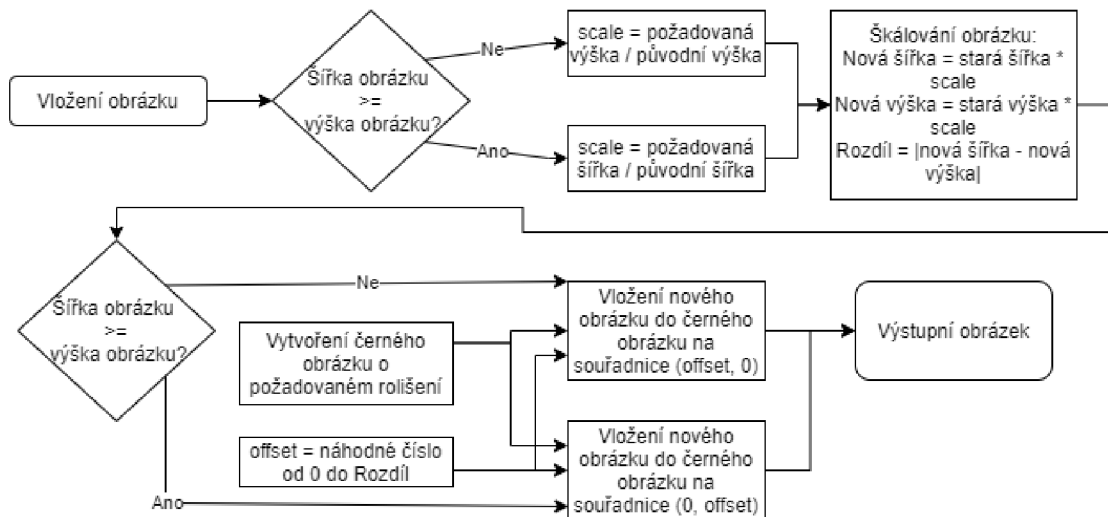 Vložení obrázku
Šířka obrázku
>=
výška obrázku?
Ne
Ano
scale = požadovaná
výška / původní výška
scale = požadovaná
šířka / původní šířka
Škálování obrázku:
Nová šířka = stará šířka *
scale
Nová výška = stará výška *
scale
Rozdíl = |nová šířka - nová
výška|
Šířka obrázku
>=
výška obrázku?
Ne
Ano
Vytvoření černého
obrázku o
požadovaném rolišení
offset = náhodné číslo
od 0 do Rozdíl
Vložení nového
obrázku do černého
obrázku na
souřadnice (offset, 0)
Vložení nového
obrázku do černého
obrázku na
souřadnice (0, offset)
Výstupní obrázek